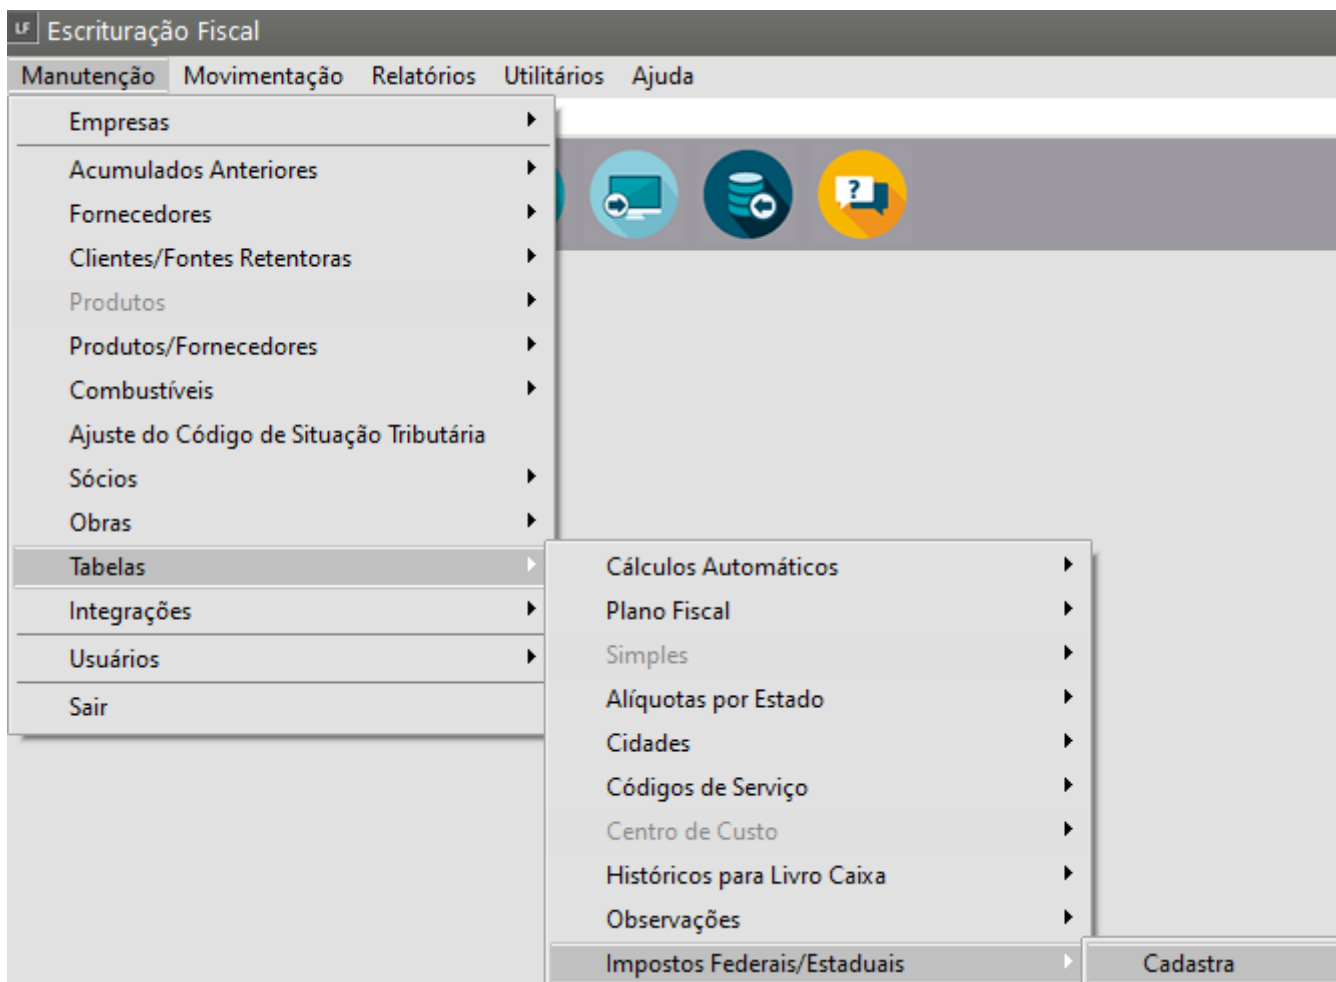 LF Escrituração Fiscal
Manutenção Movimentação Relatórios Utilitários Ajuda
Empresas
Acumulados Anteriores
Fornecedores
?
Clientes/Fontes Retentoras
Produtos
Produtos/Fornecedores
Combustíveis
Ajuste do Código de Situação Tributária
Sócios
Obras
Tabelas
Integrações
Usuários
Sair
Cálculos Automáticos
Plano Fiscal
Simples
Alíquotas por Estado
Cidades
Códigos de Serviço
Centro de Custo
Históricos para Livro Caixa
Observações
Impostos Federais/Estaduais
Cadastra